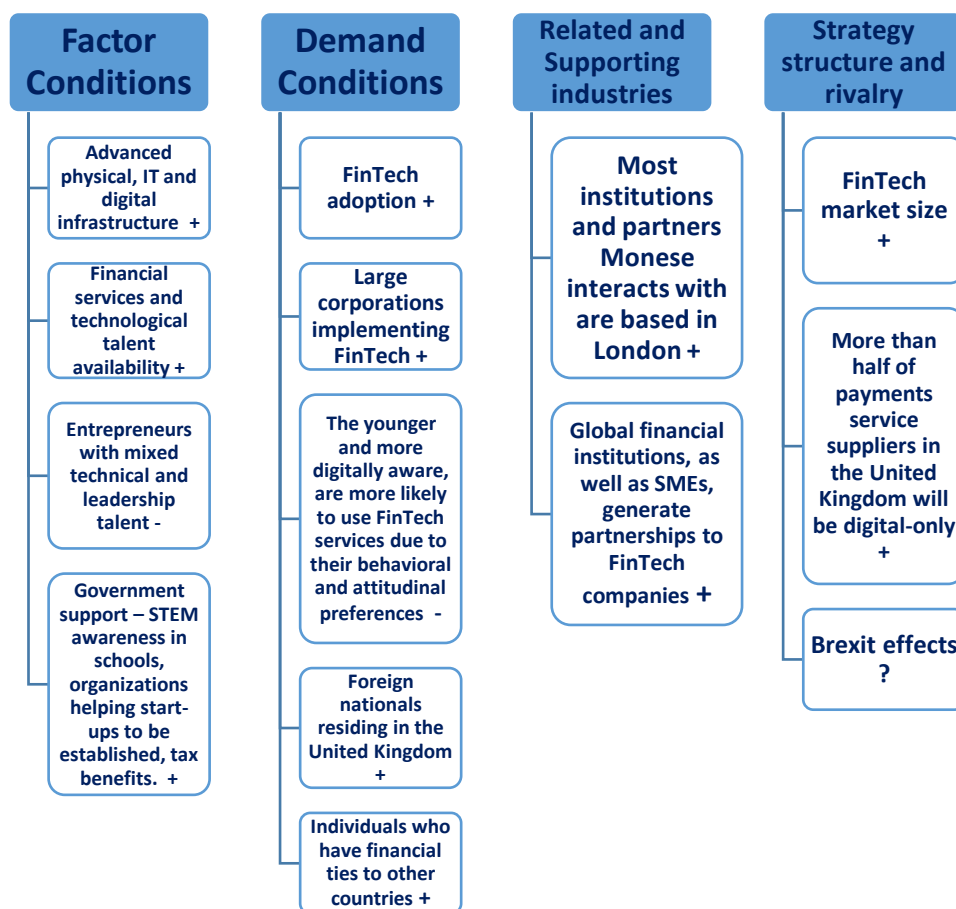 Factor
Conditions
Advanced
physical, IT and
digital
infrastructure +
Financial
services and
technological
talent
availability +
Entrepreneurs
with mixed
technical and
leadership
talent -
Government
support – STEM
awareness in
schools,
organizations
helping start-
ups to be
established, tax
benefits. +
Demand
Conditions
FinTech
adoption +
Large
corporations
implementing
FinTech +
The younger
and more
digitally aware,
are more likely
to use FinTech
services due to
their behavioral
and attitudinal
preferences -
Foreign
nationals
residing in the
United Kingdom
+
Individuals who
have financial
ties to other
countries +
Related and
Supporting
industries
Most
institutions
and partners
Monese
interacts with
are based in
London +
Global financial
institutions, as
well as SMEs,
generate
partnerships to
FinTech
companies +
Strategy
structure and
rivalry
FinTech
market size
+
More than
half of
payments
service
suppliers in
the United
Kingdom will
be digital-only
+
Brexit effects
?